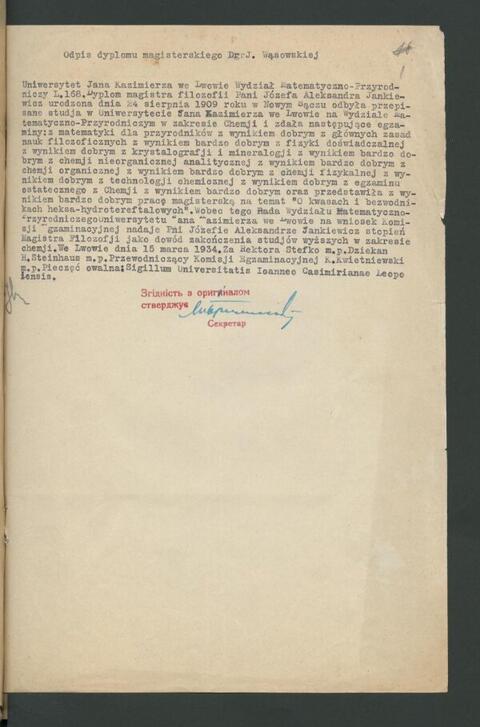 Odpis dyplomu magisterskiego Dr.J. Wąsowskiej
1
Uniwersytet Jana Kazimierza we Lwowie Wydział Matematyczno-Przyrod-
niczy L.168.Dyplom magistra filozofii Pani Józefa Aleksandra Jankie-
wicz urodzona dnia 24 sierpnia 1909 roku w Nowym Sączu odbyła przepi-
sane studja w Uniwersytecie Jana Kazimierza we Lwowie na Wydziale Ma-
tematyczno-Przyrodniczym w zakresie Chemji i zdała następujące egza-
miny:z matematyki dla przyrodników z wynikiem dobrym z głównych zasad
nauk filozoficznych z wynikiem bardzo dobrym z fizyki doświadczalnej
z wynikiem dobrym z krystalografji i mineralogji z wynikiem bardzo do-
brym z chemji nieorganicznej analitycznej z wynikiem bardzo dobrym z
chemji organicznej z wynikiem bardzo dobrym z chemji fizykalnej z wy-
nikiem dobrym z technologji chemicznej z wynikiem dobrym z egzaminu
ostatecznego z Chemji z wynikiem bardzo dobrym oraz przedstawiła z wy-
nikiem bardzo dobrym pracę magisterską na temat "O kwasach i bezwodni-
kach heksa-hydrotereftalowych".Wobec tego Rada Wydziału Matematyczno-
Przyrodniczego Uniwersytetu "ana "azimierza we Lwowie na wniosek Komi-
sji "gzaminacyjnej nadaje Pni Józefie Aleksandrze Jankiewicz stopień
Magistra Filozofji jako dowód zakończenia studjów wyższych w zakresie
chemji.We Lwowie dnia 15 marca 1934.Za Rektora Stefko m.p.Dziekan
H.Steinhaus m.p.Przewodniczący Komisji Egzaminacyjnej K.Kwietniewski
m.p.Pieczęć owalna:Sigillum Universitatis Ioanneo Casimirianae Leopo
lensis.
Згідність з оригіналом
стверджує
Секретар